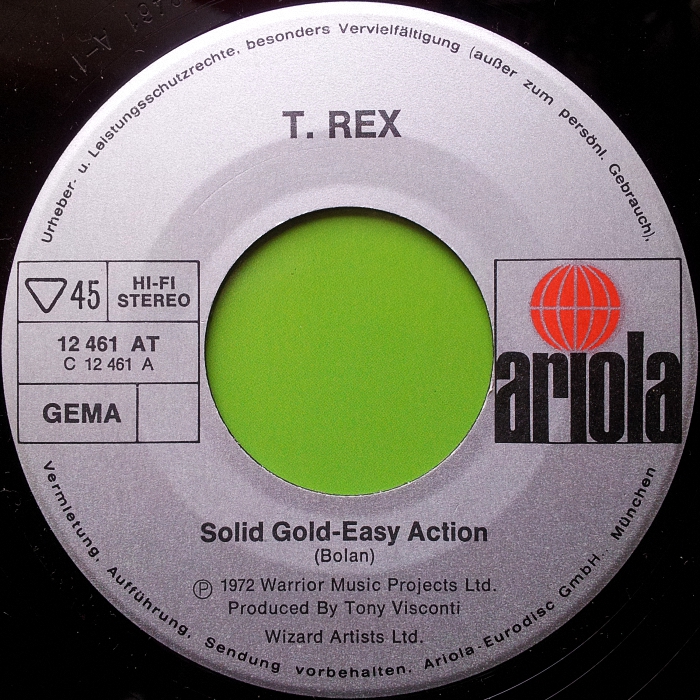 Urheber- u. Leistungsschutzrechte, besonders Vervielfältigung (außer zum persönl. Gebrauch),
T. REX
45
HI-FI
STEREO
12 461 AT
C 12 461 A
GEMA
ariola
Solid Gold-Easy Action
(Bolan)
Ⓟ 1972 Warrior Music Projects Ltd.
Produced By Tony Visconti
Wizard Artists Ltd.
Vermietung, Aufführung, Sendung vorbehalten. Ariola-Eurodisc GmbH., München